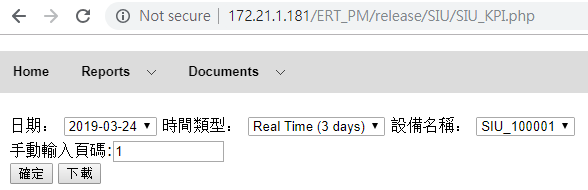 Not secure | 172.21.1.181/ERT_PM/release/SIU/SIU_KPI.php
Home Reports Documents
日期： 2019-03-24 時間類型： Real Time (3 days) 設備名稱： SIU_100001
手動輸入頁碼:1
確定 下載